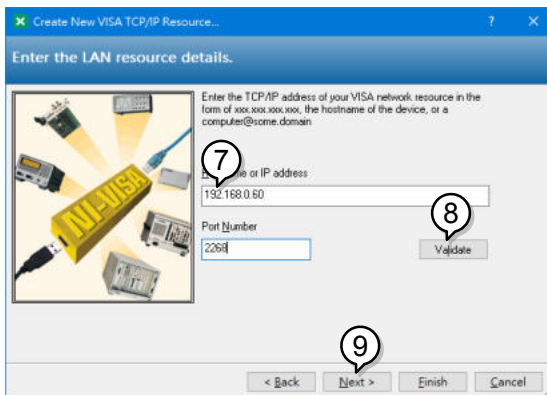 Create New VISA TCP/IP Resource...
Enter the LAN resource details.
Enter the TCP/IP address of your VISA network resource in the
form of xxx.xxx.xxx.xxx, the hostname of the device, or a
computer@some.domain
7
or IP address
192.168.0.60
8
Port Number
2268
Validate
NI-VISA
9
< Back
Next >
Finish
Cancel